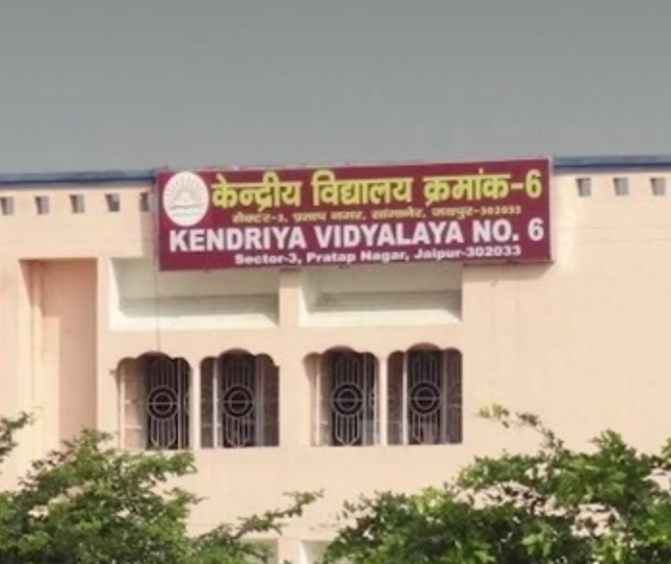 केन्द्रीय विद्यालय क्रमांक-6
सेक्टर-3, प्रताप नगर, सांगानेर, जयपुर-302033
KENDRIYA VIDYALAYA NO. 6
Sector-3, Pratap Nagar, Jaipur-302033